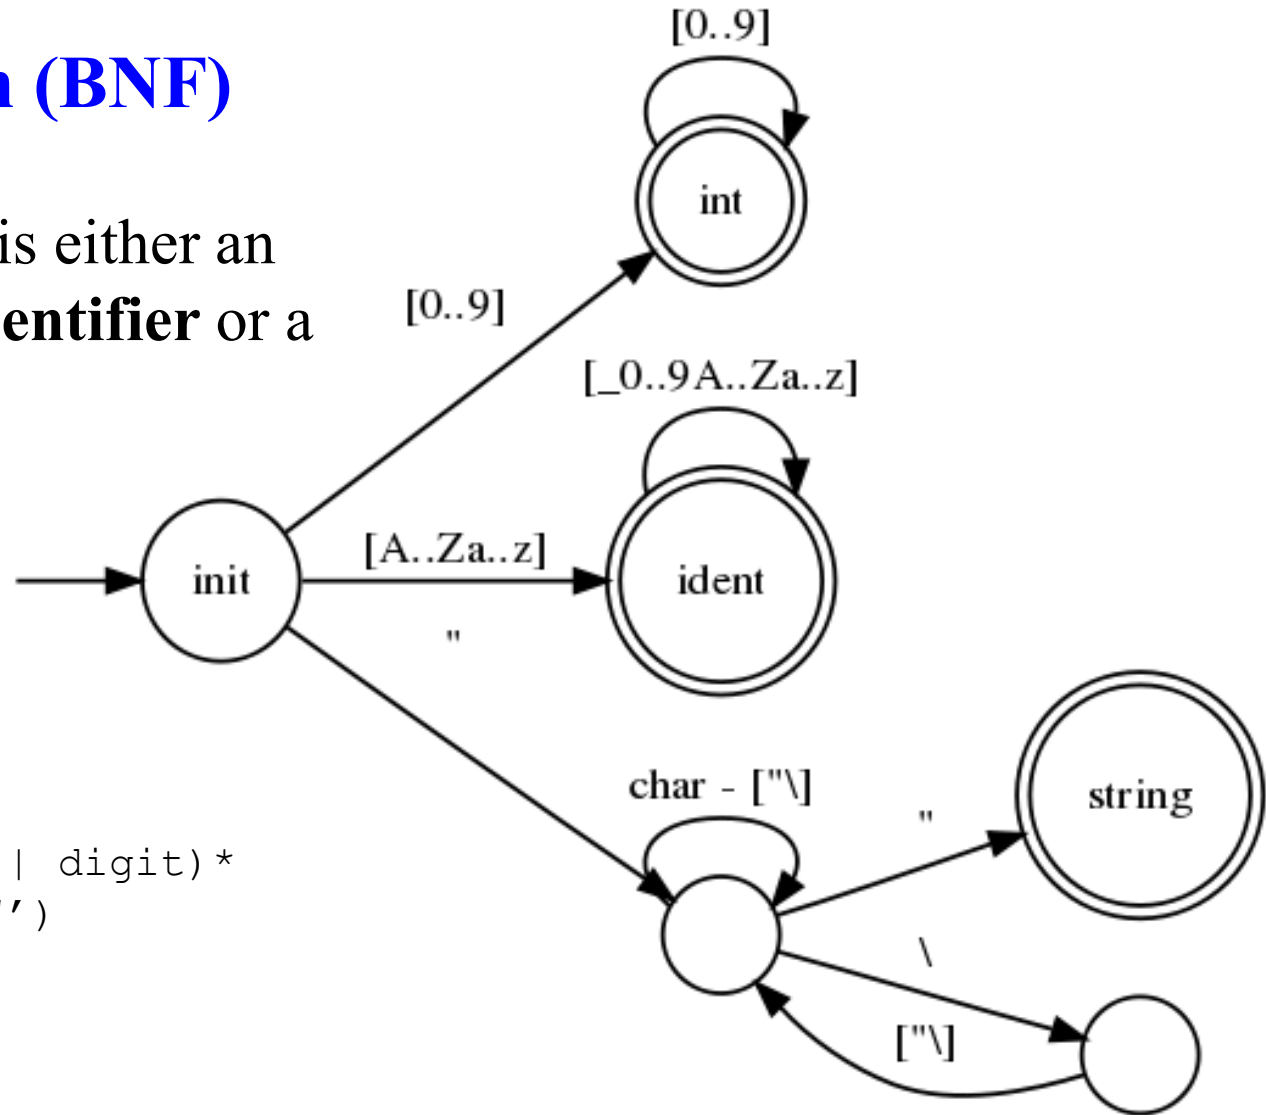 n (BNF)
is either an
entifier or a
| digit)*
')
[0..9]
int
[0..9]
[_0..9A..Za..z]
init
[A..Za..z]
ident
"
char - ["\]
"
string
\
["\]